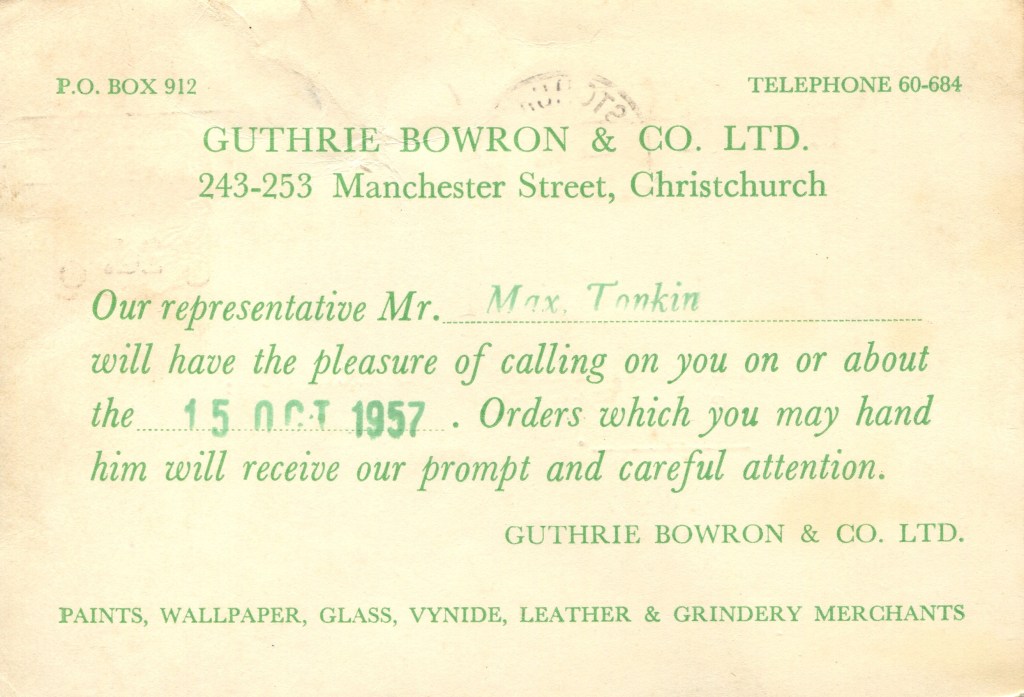 P.O. BOX 912 TELEPHONE 60-684
GUTHRIE BOWRON & CO. LTD.
243-253 Manchester Street, Christchurch
Our representative Mr. Max. Tonkin
will have the pleasure of calling on you on or about
the 15 OCT 1957 . Orders which you may hand
him will receive our prompt and careful attention.
GUTHRIE BOWRON & CO. LTD.
PAINTS, WALLPAPER, GLASS, VYNIDE, LEATHER & GRINDERY MERCHANTS